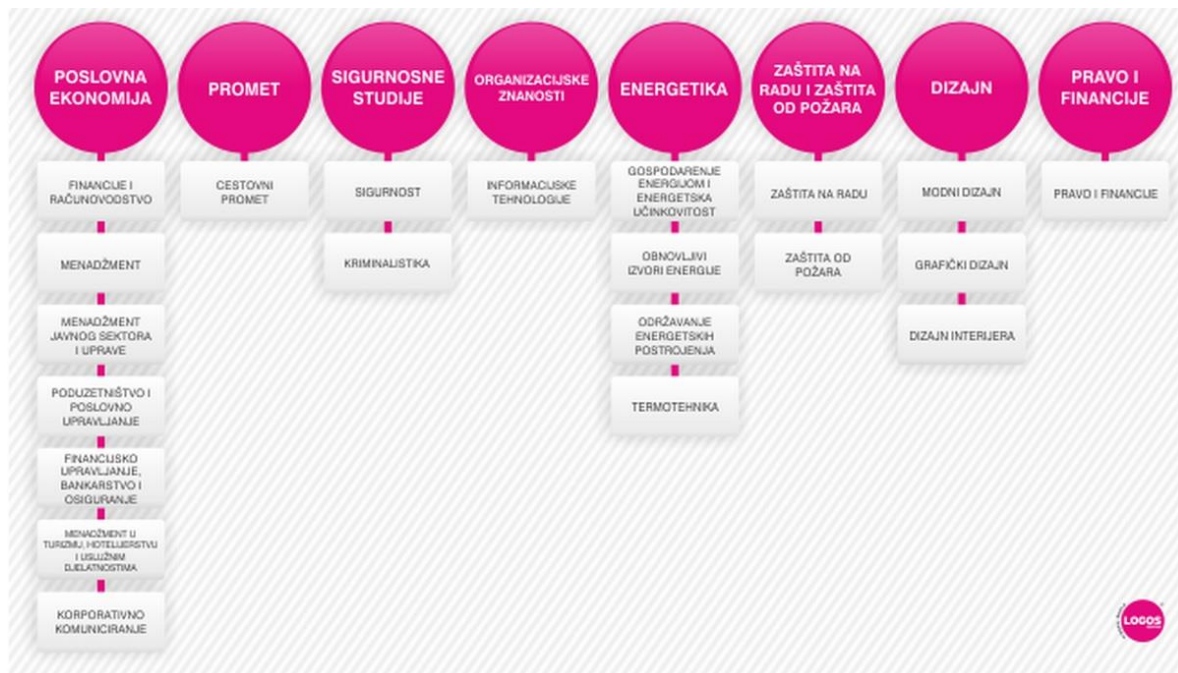 POSLOVNA
EKONOMIJA
FINANCIJE I
RAČUNOVODSTVO
MENADŽMENT
MENADŽMENT
JAVNOG SEKTORA
I UPRAVE
PODUZETNIŠTVO I
POSLOVNO
UPRAVLJANJE
FINANCIJSKO
UPRAVLJANJE,
BANKARSTVO I
OSIGURANJE
MENADŽMENT U
TURIZMU, HOTELIJERSTVU
I USLUŽNIM
DJELATNOSTIMA
KORPORATIVNO
KOMUNICIRANJE
PROMET
CESTOVNI
PROMET
SIGURNOSNE
STUDIJE
SIGURNOST
KRIMINALISTIKA
ORGANIZACIJSKE
ZNANOSTI
INFORMACIJSKE
TEHNOLOGIJE
ENERGETIKA
GOSPODARENJE
ENERGIJOM I
ENERGETSKA
UČINKOVITOST
OBNOVLJIVI
IZVORI ENERGIJE
ODRŽAVANJE
ENERGETSKIH
POSTROJENJA
TERMOTEHNIKA
ZAŠTITA NA
RADU I ZAŠTITA
OD POŽARA
ZAŠTITA NA RADU
ZAŠTITA OD
POŽARA
DIZAJN
MODNI DIZAJN
GRAFIČKI DIZAJN
DIZAJN INTERIJERA
PRAVO I
FINANCIJE
PRAVO I FINANCIJE
LOGOS